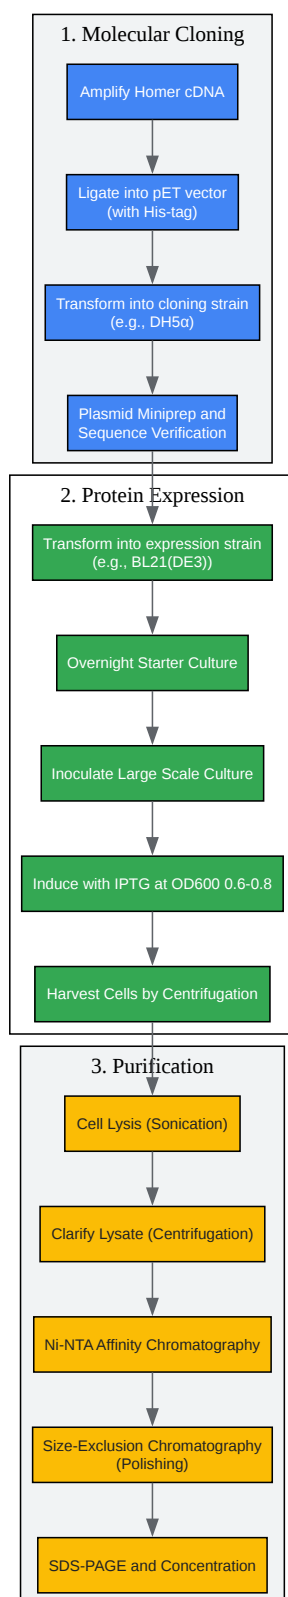 1. Molecular Cloning
Amplify Homer cDNA
Ligate into pET vector
(with His-tag)
Transform into cloning strain
(e.g., DH5α)
Plasmid Miniprep and
Sequence Verification
2. Protein Expression
Transform into expression strain
(e.g., BL21(DE3))
Overnight Starter Culture
Inoculate Large Scale Culture
Induce with IPTG at OD600 0.6-0.8
Harvest Cells by Centrifugation
3. Purification
Cell Lysis (Sonication)
Clarify Lysate (Centrifugation)
Ni-NTA Affinity Chromatography
Size-Exclusion Chromatography
(Polishing)
SDS-PAGE and Concentration